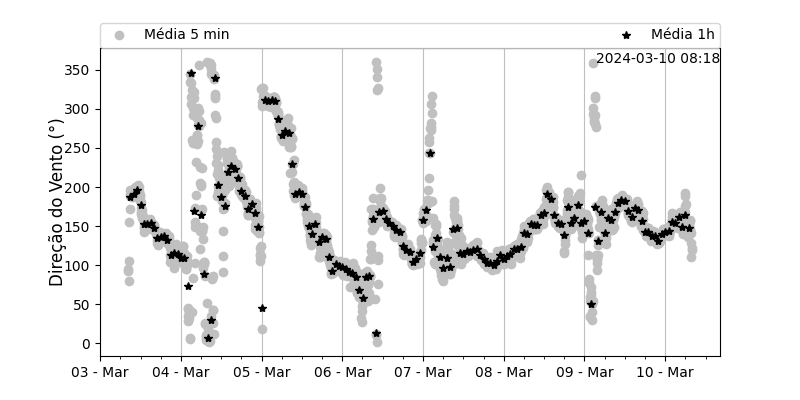 Média 5 min
Média 1h
2024-03-10 08:18
Direção do Vento (°)
350
300
250
200
150
100
50
0
03 - Mar
04 - Mar
05 - Mar
06 - Mar
07 - Mar
08 - Mar
09 - Mar
10 - Mar